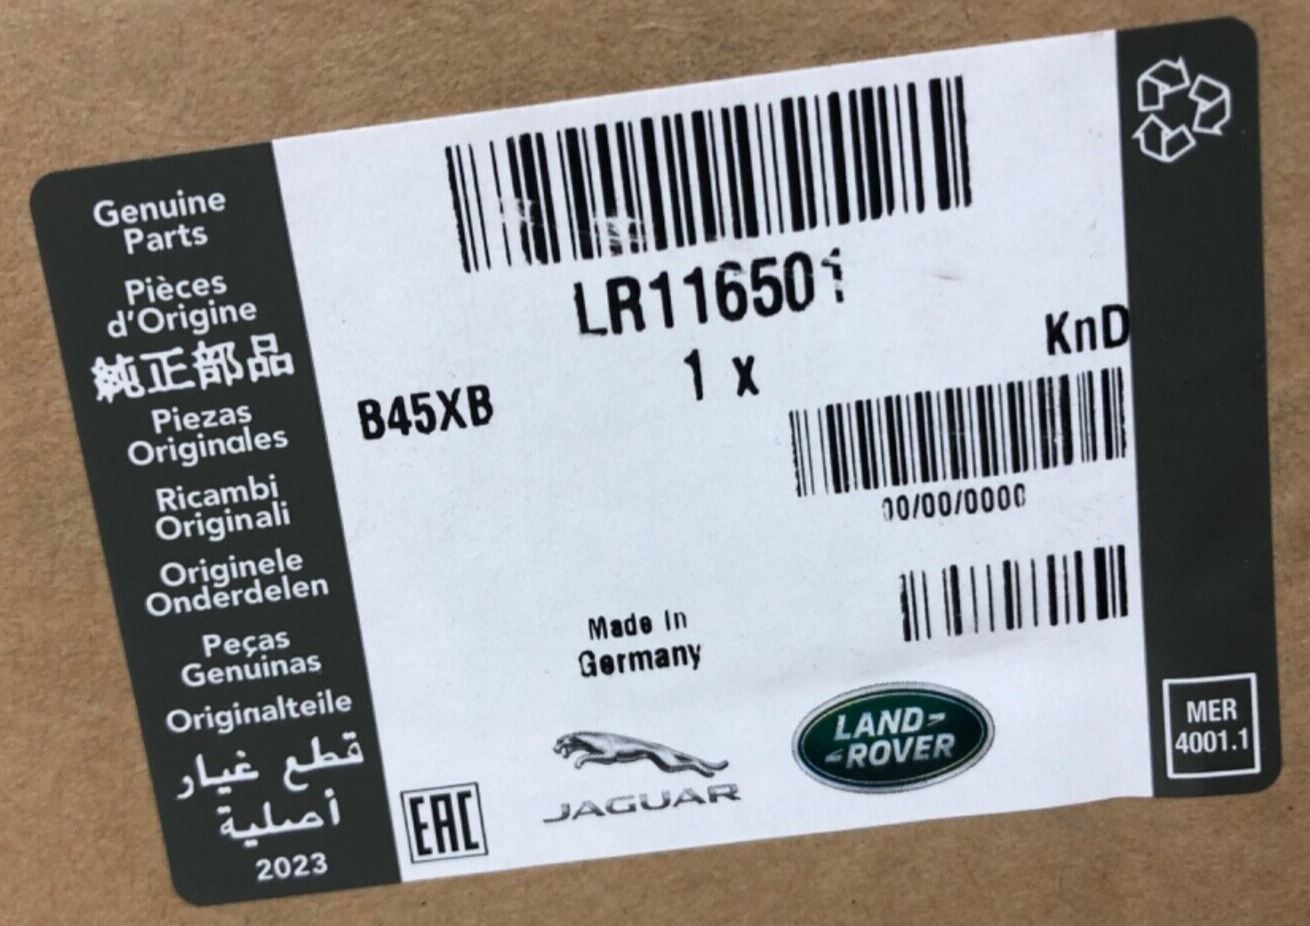 Genuine
Parts
Pièces
d'Origine
純正部品
Piezas
Originales
Ricambi
Originali
Originele
Onderdelen
Peças
Genuinas
Originalteile
قطع غيار
أصلية
2023
LR116501
1 x
KnD
B45XB
00/00/0000
Made in
Germany
EAC
JAGUAR
LAND-
-ROVER
MER
4001.1